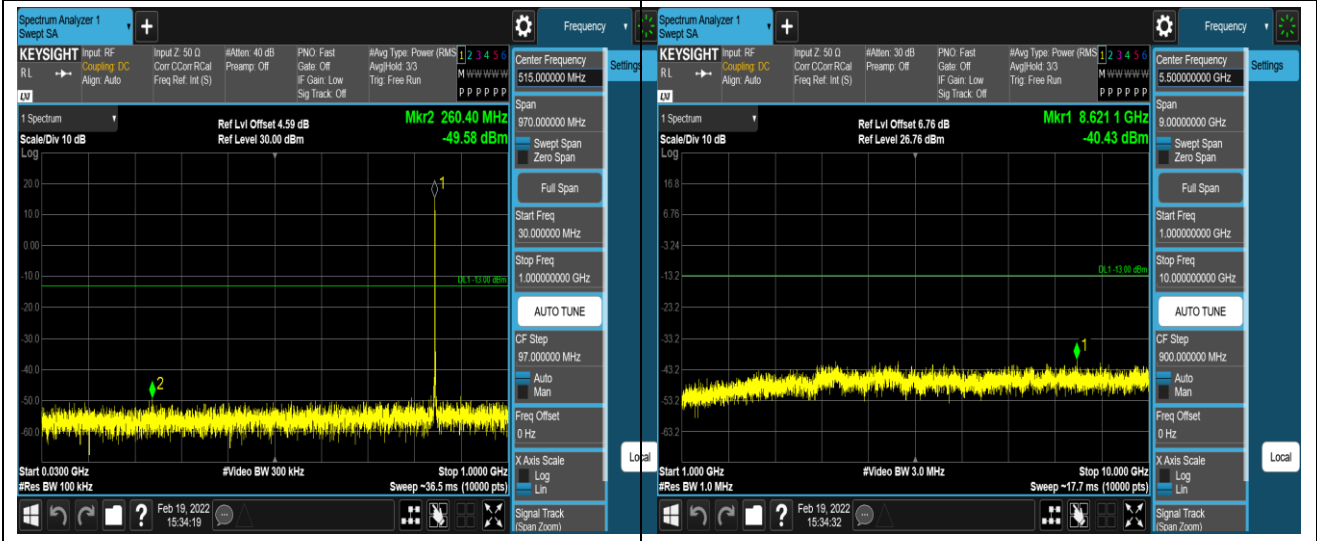 Spectrum Analyzer 1
Swept SA
Frequency
KEYSIGHT
Input: RF
Coupling: DC
Align: Auto
Input Z: 50 Ω
Corr CCorr RCal
Freq Ref: Int (S)
#Atten: 40 dB
Preamp: Off
PNO: Fast
Gate: Off
IF Gain: Low
Sig Track: Off
#Avg Type: Power (RMS
Avg|Hold: 3/3
Trig: Free Run
1 2 3 4 5 6
M W W W W W
P P P P P P
RL
LXI
Center Frequency
515.000000 MHz
Settings
1 Spectrum
Scale/Div 10 dB
Log
Ref Lvl Offset 4.59 dB
Ref Level 30.00 dBm
Mkr2 260.40 MHz
-49.58 dBm
Span
970.000000 MHz
Swept Span
Zero Span
Full Span
Start Freq
30.000000 MHz
Stop Freq
1.000000000 GHz
AUTO TUNE
CF Step
97.000000 MHz
Auto
Man
Freq Offset
0 Hz
X Axis Scale
Log
Lin
Signal Track
(Span Zoom)
Local
20.0
10.0
0.00
-10.0
-20.0
-30.0
-40.0
-50.0
-60.0
1
2
DL1 -13.00 dBm
Start 0.0300 GHz
#Res BW 100 kHz
#Video BW 300 kHz
Stop 1.0000 GHz
Sweep ~36.5 ms (10000 pts)
?
Feb 19, 2022
15:34:19
Spectrum Analyzer 1
Swept SA
Frequency
KEYSIGHT
Input: RF
Coupling: DC
Align: Auto
Input Z: 50 Ω
Corr CCorr RCal
Freq Ref: Int (S)
#Atten: 30 dB
Preamp: Off
PNO: Fast
Gate: Off
IF Gain: Low
Sig Track: Off
#Avg Type: Power (RMS
Avg|Hold: 3/3
Trig: Free Run
1 2 3 4 5 6
M W W W W W
P P P P P P
RL
LXI
Center Frequency
5.500000000 GHz
Settings
1 Spectrum
Scale/Div 10 dB
Log
Ref Lvl Offset 6.76 dB
Ref Level 26.76 dBm
Mkr1 8.621 1 GHz
-40.43 dBm
Span
9.00000000 GHz
Swept Span
Zero Span
Full Span
Start Freq
1.000000000 GHz
Stop Freq
10.000000000 GHz
AUTO TUNE
CF Step
900.000000 MHz
Auto
Man
Freq Offset
0 Hz
X Axis Scale
Log
Lin
Signal Track
(Span Zoom)
Local
16.8
6.76
-3.24
-13.2
-23.2
-33.2
-43.2
-53.2
-63.2
1
DL1 -13.00 dBm
Start 1.000 GHz
#Res BW 1.0 MHz
#Video BW 3.0 MHz
Stop 10.000 GHz
Sweep ~17.7 ms (10000 pts)
?
Feb 19, 2022
15:34:32